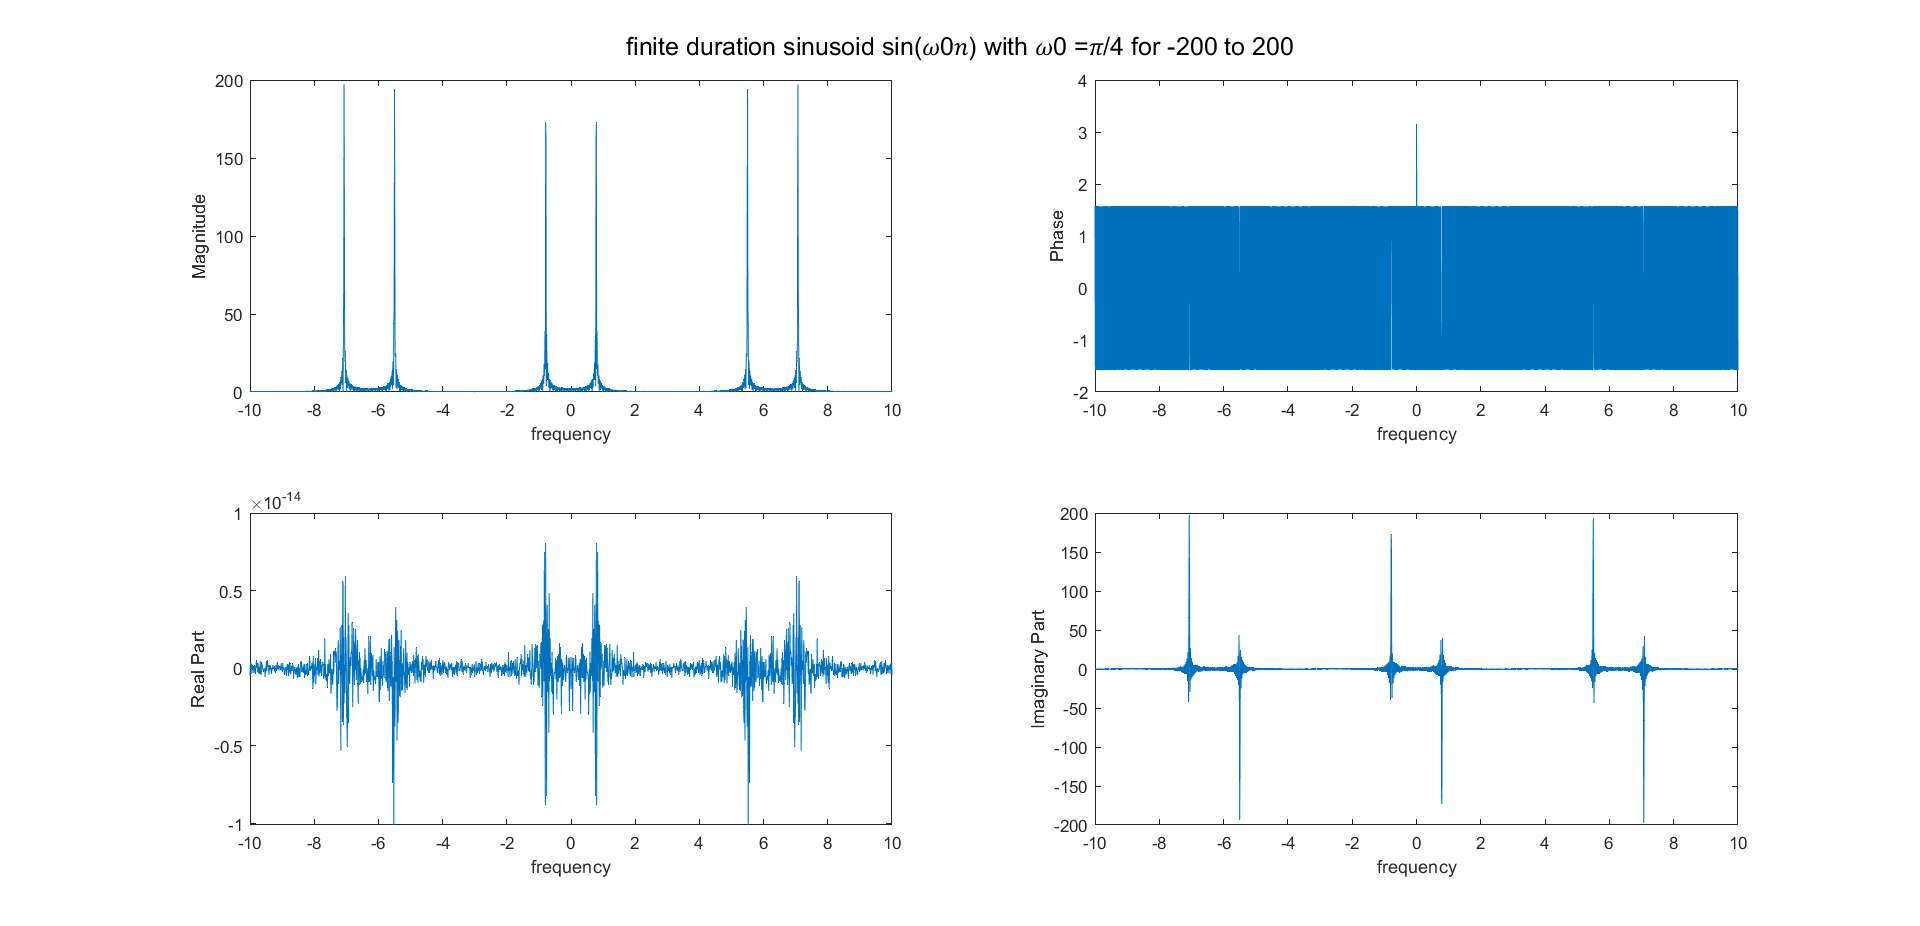 finite duration sinusoid sin(ω0n) with ω0 =π/4 for -200 to 200
200
150
100
50
0
Magnitude
-10 -8 -6 -4 -2 0 2 4 6 8 10
frequency
4
3
2
1
0
-1
-2
Phase
-10 -8 -6 -4 -2 0 2 4 6 8 10
frequency
×10-14
1
0.5
0
-0.5
-1
Real Part
-10 -8 -6 -4 -2 0 2 4 6 8 10
frequency
200
150
100
50
0
-50
-100
-150
-200
Imaginary Part
-10 -8 -6 -4 -2 0 2 4 6 8 10
frequency